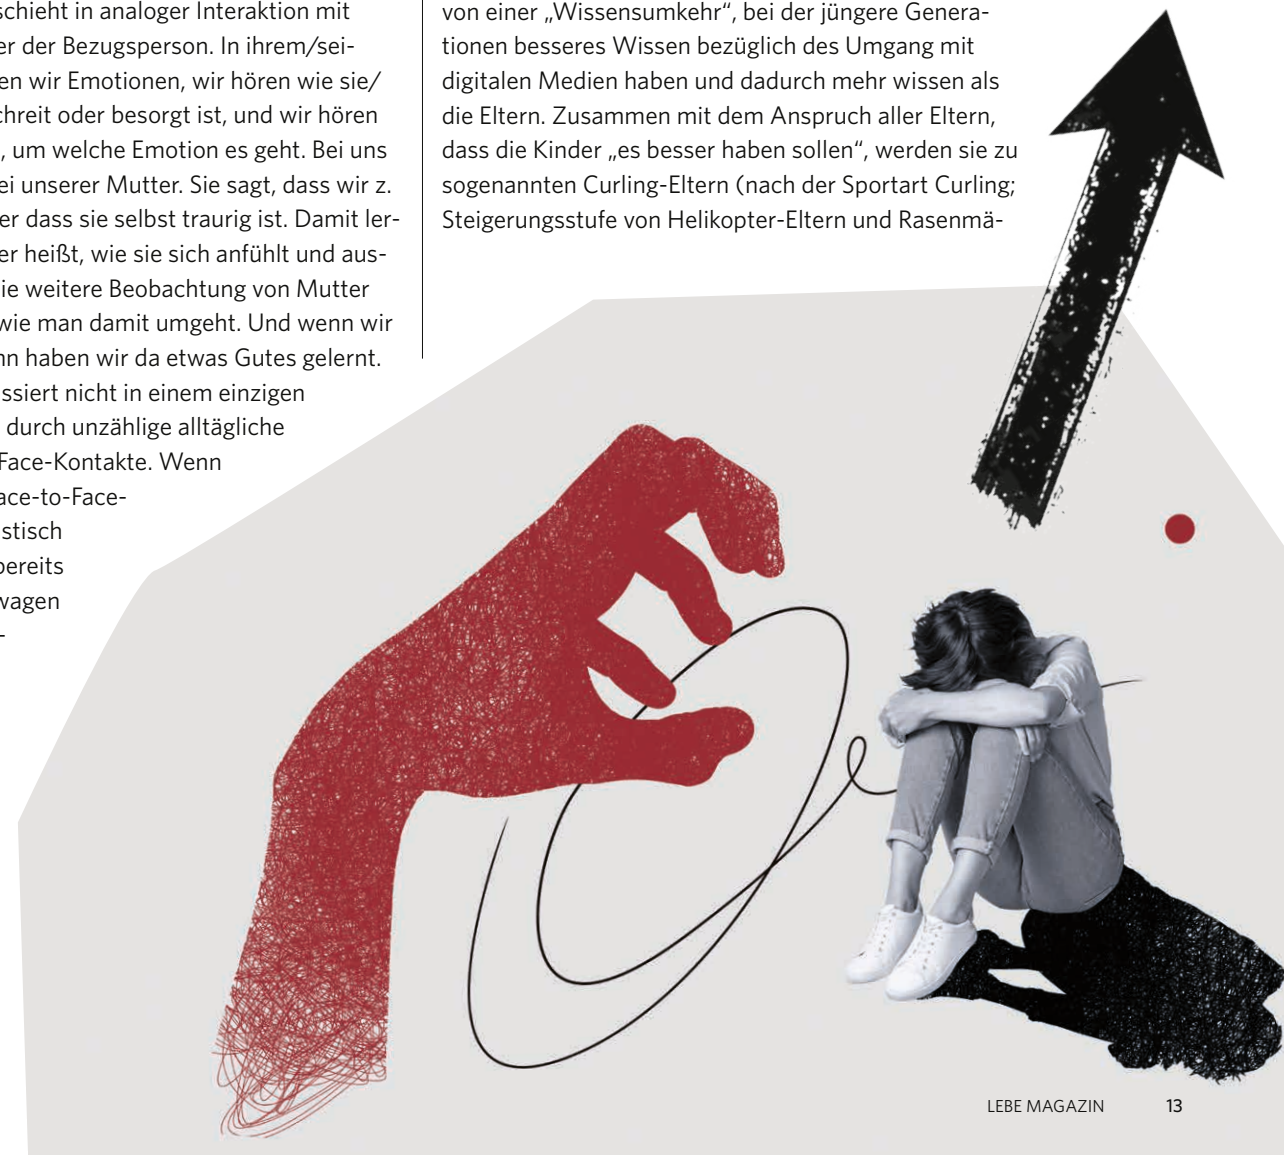 schieht in analoger Interaktion mit
er der Bezugsperson. In ihrem/sei-
en wir Emotionen, wir hören wie sie/
chreit oder besorgt ist, und wir hören
, um welche Emotion es geht. Bei uns
ei unserer Mutter. Sie sagt, dass wir z.
er dass sie selbst traurig ist. Damit ler-
er heißt, wie sie sich anfühlt und aus-
ie weitere Beobachtung von Mutter
wie man damit umgeht. Und wenn wir
nn haben wir da etwas Gutes gelernt.
ssiert nicht in einem einzigen
durch unzählige alltägliche
Face-Kontakte. Wenn
ace-to-Face-
stisch
bereits
wagen
-
von einer „Wissensumkehr“, bei der jüngere Genera-
tionen besseres Wissen bezüglich des Umgang mit
digitalen Medien haben und dadurch mehr wissen als
die Eltern. Zusammen mit dem Anspruch aller Eltern,
dass die Kinder „es besser haben sollen“, werden sie zu
sogenannten Curling-Eltern (nach der Sportart Curling;
Steigerungsstufe von Helikopter-Eltern und Rasenmä-
LEBE MAGAZIN 13